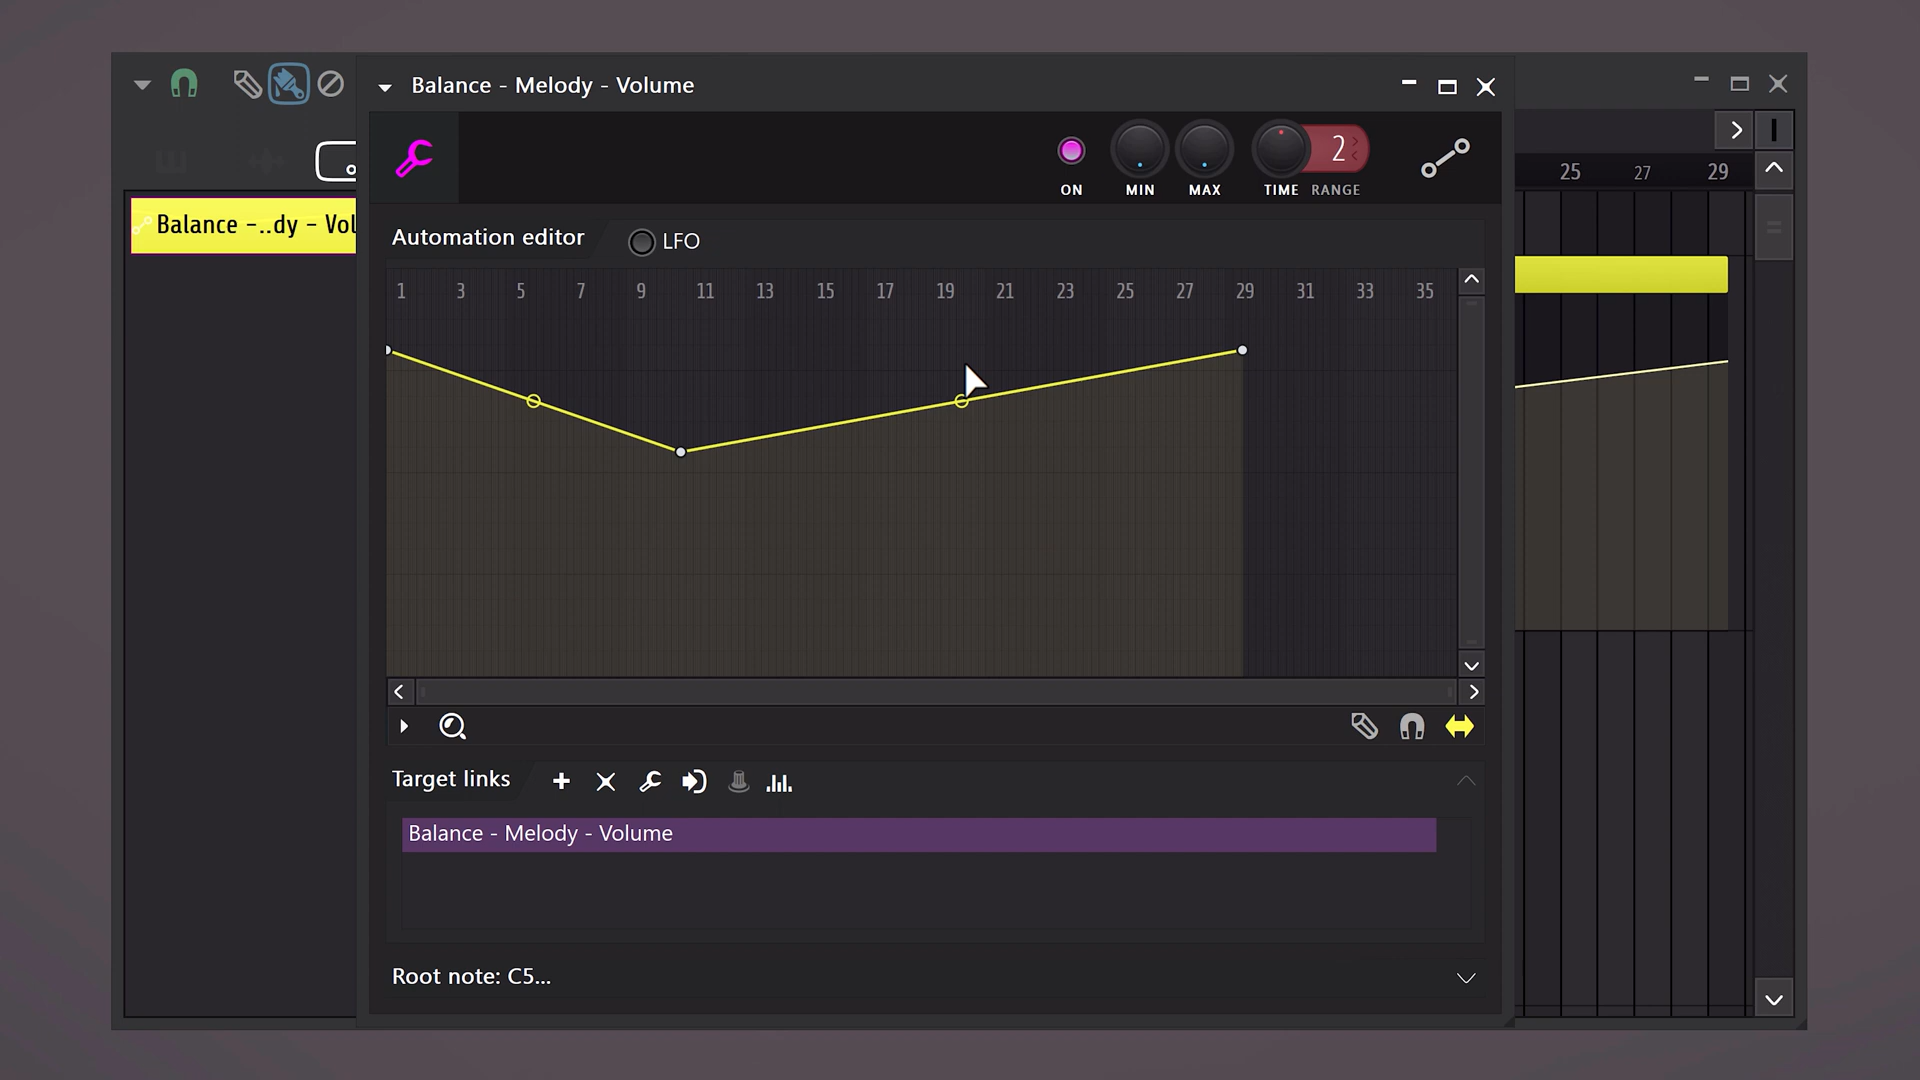 Balance - Melody - Volume
ON MIN MAX TIME RANGE
2
25 27 29
Balance -..dy - Vol
Automation editor
LFO
1 3 5 7 9 11 13 15 17 19 21 23 25 27 29 31 33 35
Target links
Balance - Melody - Volume
Root note: C5...